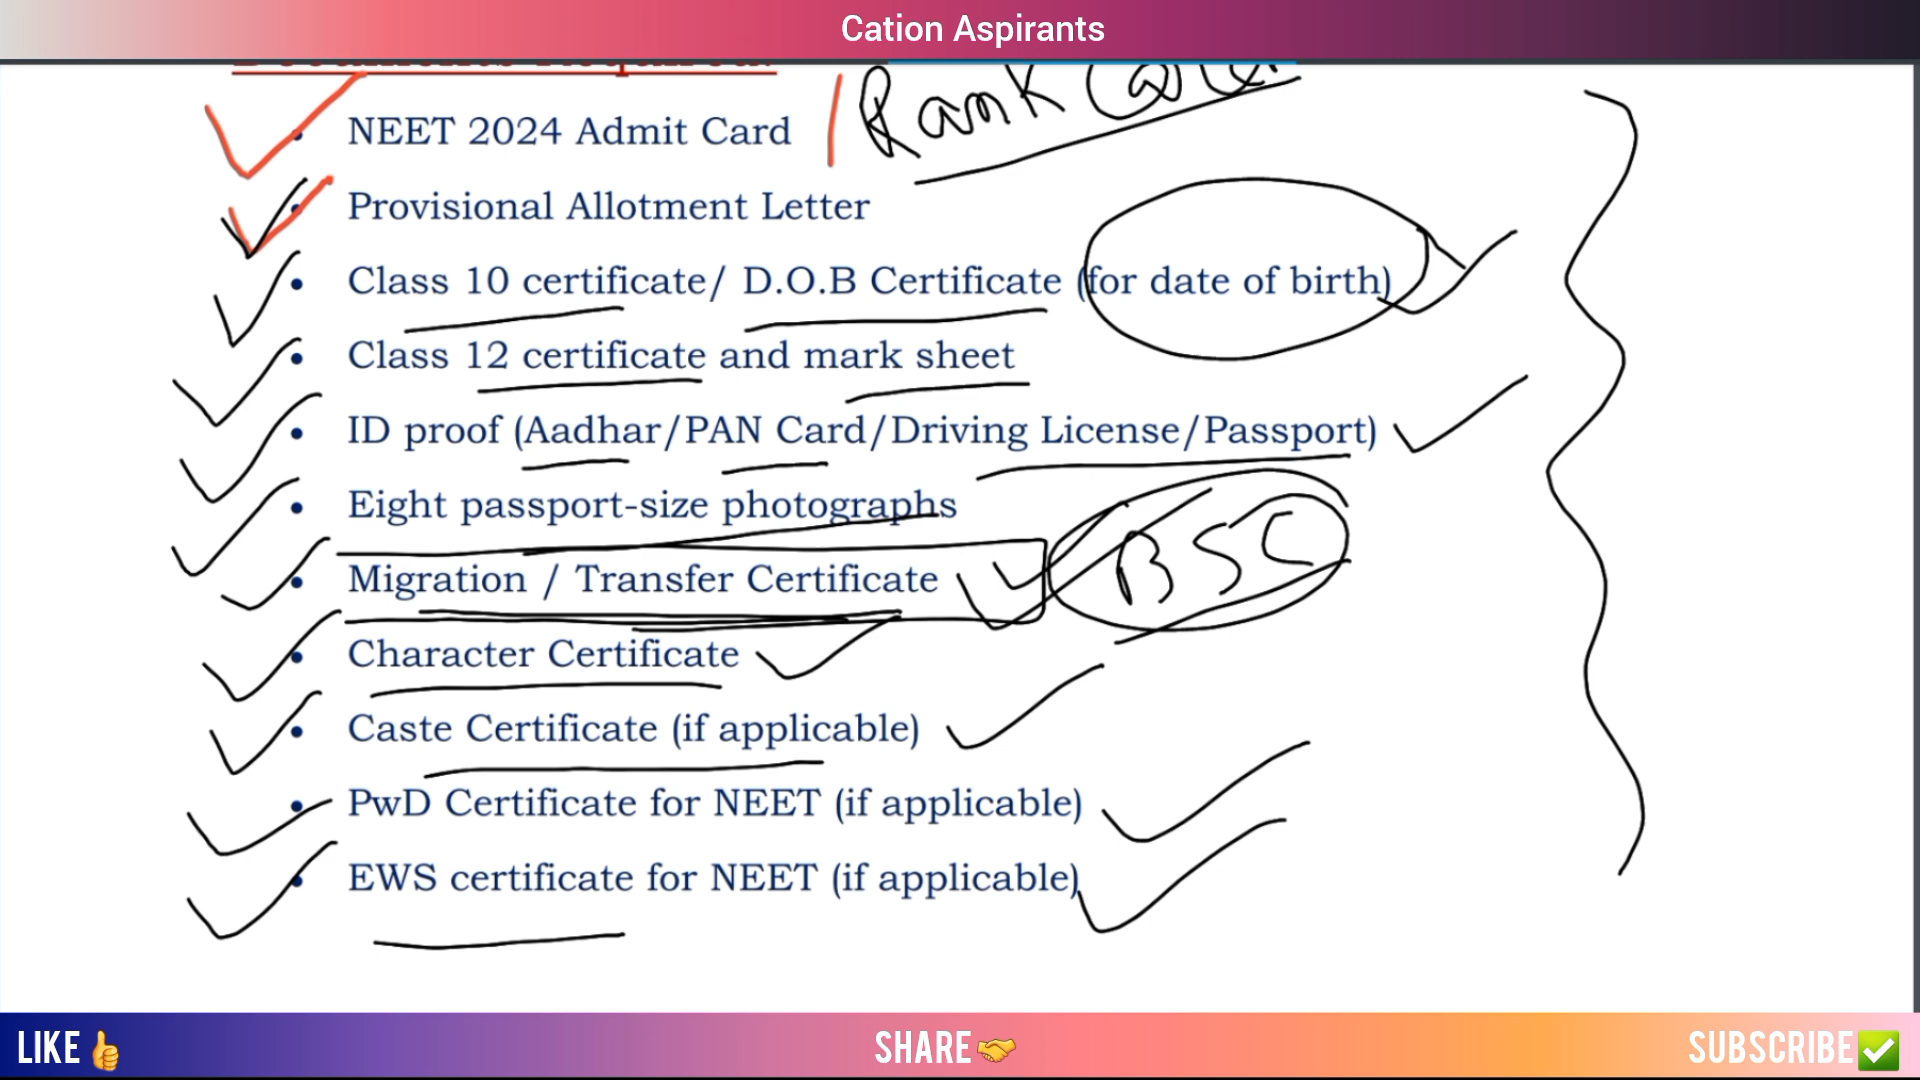 Cation Aspirants
Documents Required:
• NEET 2024 Admit Card / Rank Card
• Provisional Allotment Letter
• Class 10 certificate/ D.O.B Certificate (for date of birth)
• Class 12 certificate and mark sheet
• ID proof (Aadhar/PAN Card/Driving License/Passport)
• Eight passport-size photographs
• Migration / Transfer Certificate BSC
• Character Certificate
• Caste Certificate (if applicable)
• PwD Certificate for NEET (if applicable)
• EWS certificate for NEET (if applicable)
LIKE👍 SHARE🤝 SUBSCRIBE✅